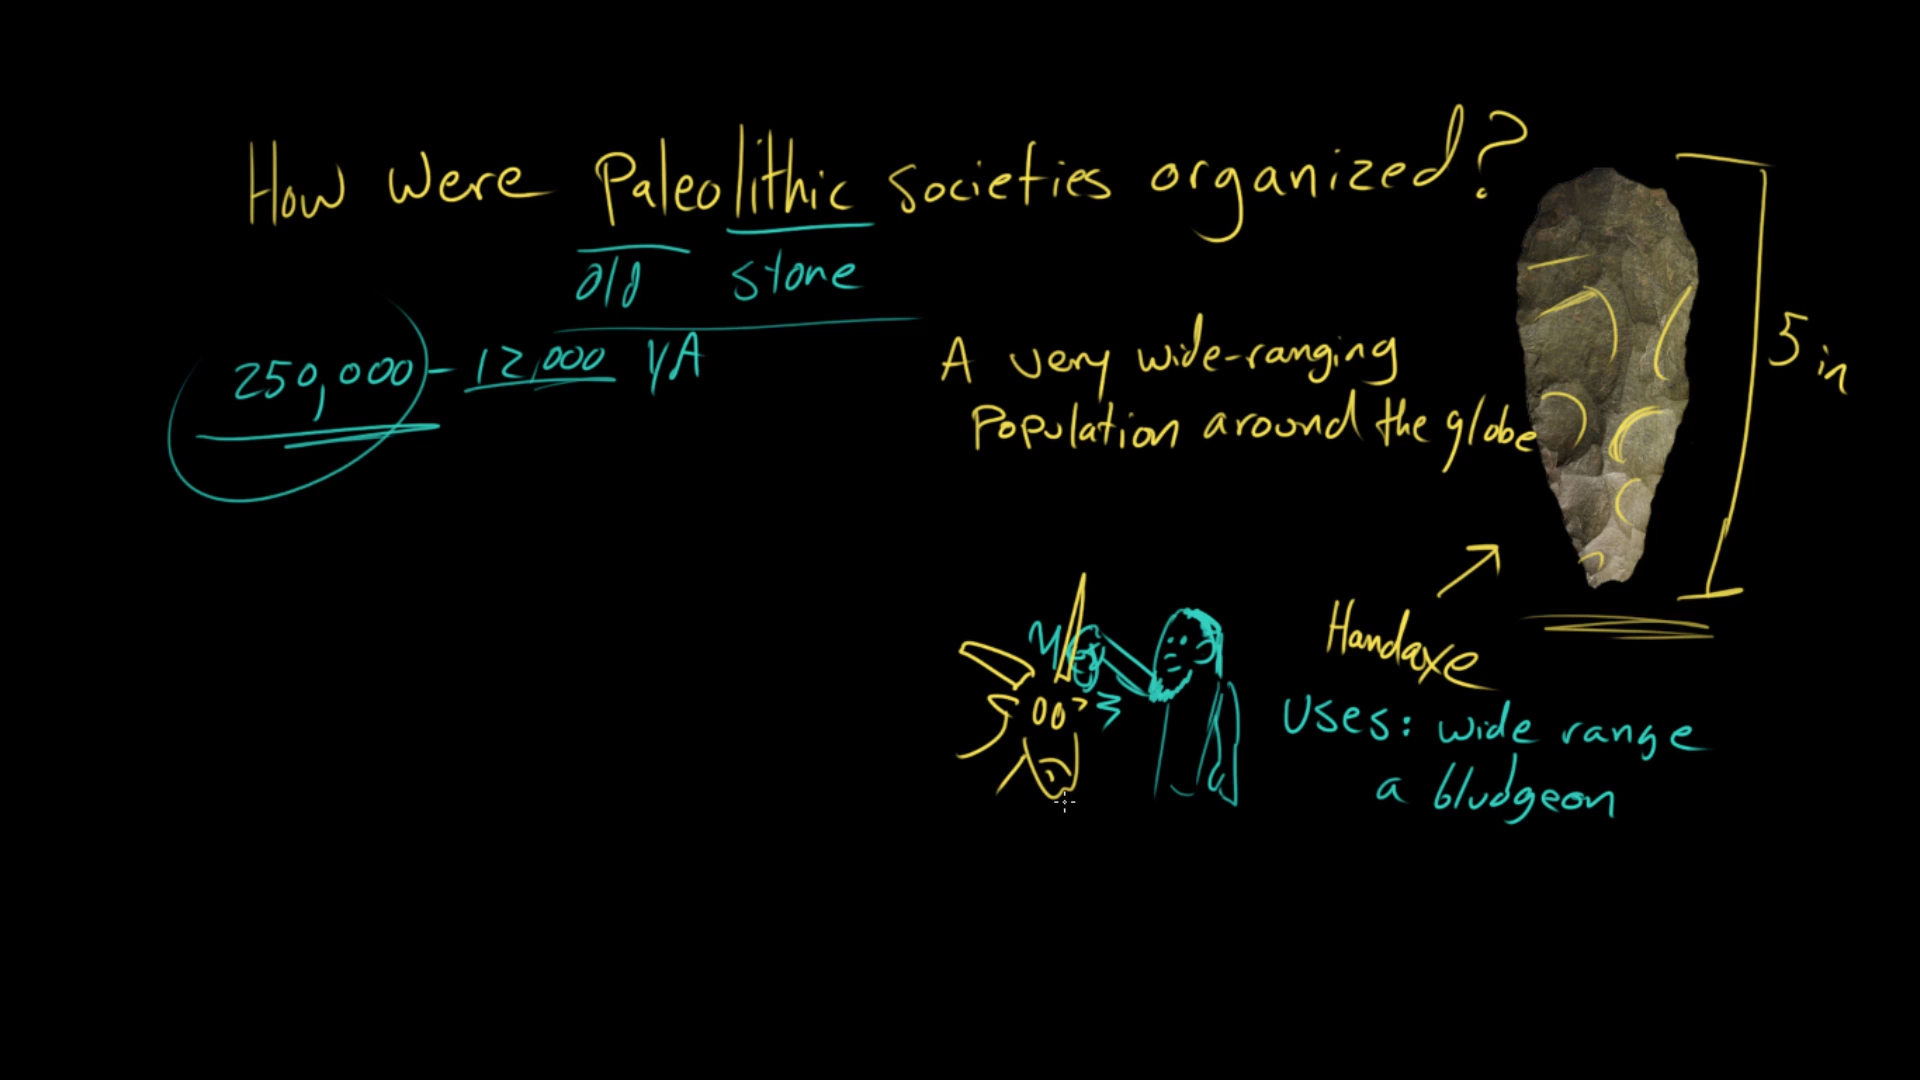 How were Paleolithic societies organized?
old stone
250,000 - 12,000 YA
A very wide-ranging
Population around the globe
5 in
Handaxe
Uses: wide range
a bludgeon